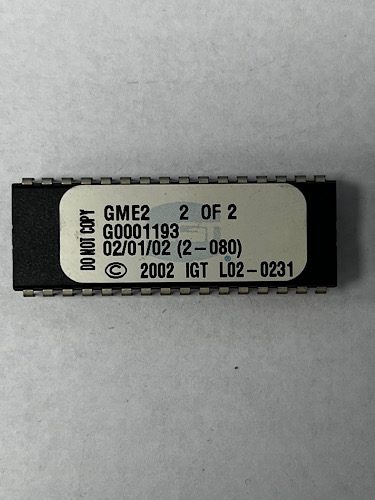 DO NOT COPY
GME2 2 OF 2
G0001193
02/01/02 (2-080)
© 2002 IGT L02-0231